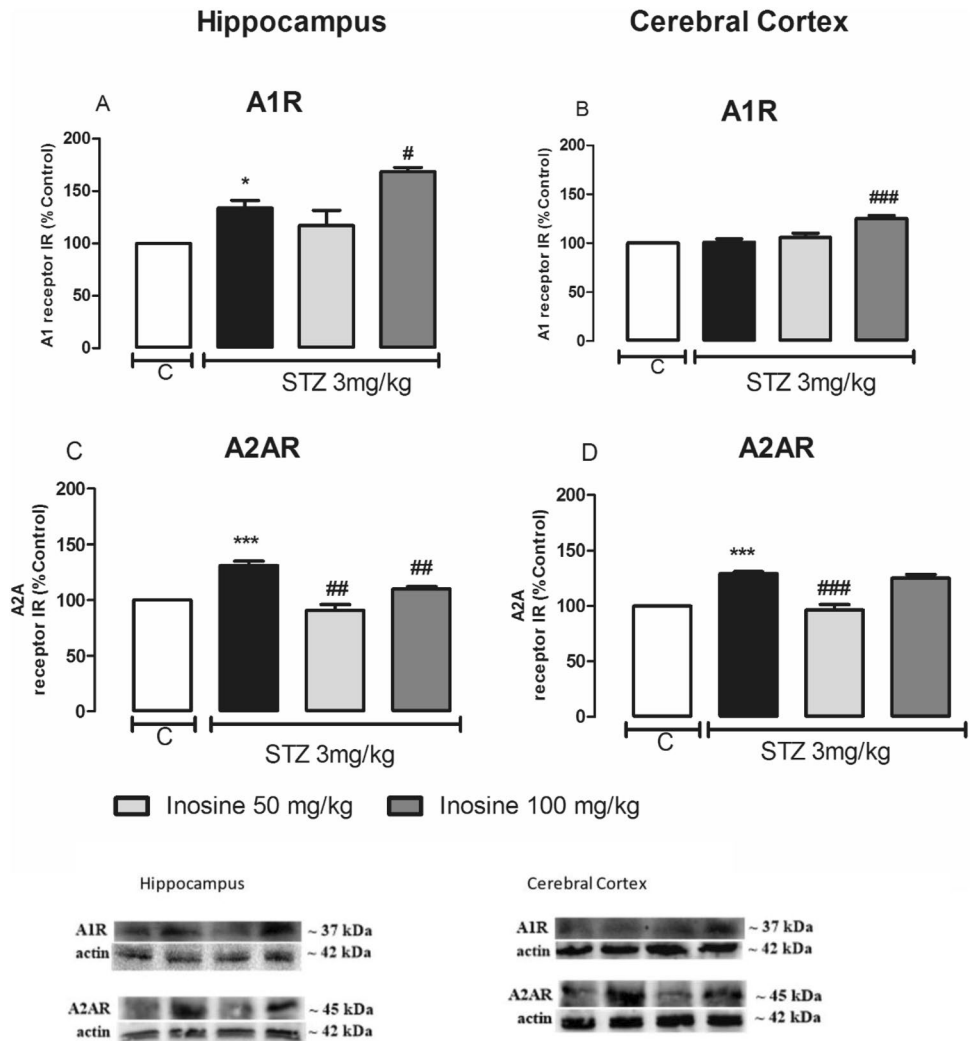 Hippocampus
Cerebral Cortex
A
A1R
A1 receptor IR (% Control)
200
150
100
50
0
*
#
C
STZ 3mg/kg
B
A1R
A1 receptor IR (% Control)
200
150
100
50
0
###
C
STZ 3mg/kg
C
A2AR
A2A
receptor IR (% Control)
200
150
100
50
0
***
##
##
C
STZ 3mg/kg
D
A2AR
A2A
receptor IR (% Control)
200
150
100
50
0
***
###
C
STZ 3mg/kg
Inosine 50 mg/kg
Inosine 100 mg/kg
Hippocampus
A1R ~ 37 kDa
actin ~ 42 kDa
A2AR ~ 45 kDa
actin ~ 42 kDa
Cerebral Cortex
A1R ~ 37 kDa
actin ~ 42 kDa
A2AR ~ 45 kDa
actin ~ 42 kDa